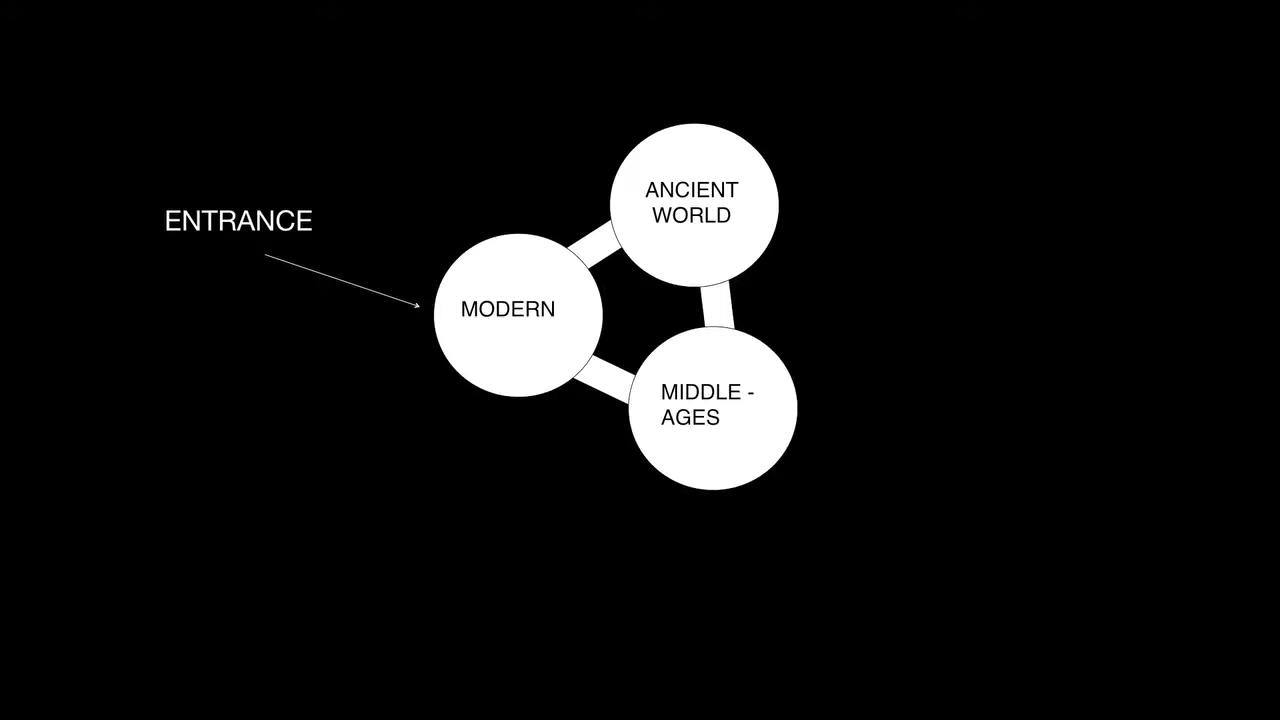 ENTRANCE
ANCIENT
WORLD
MODERN
MIDDLE -
AGES